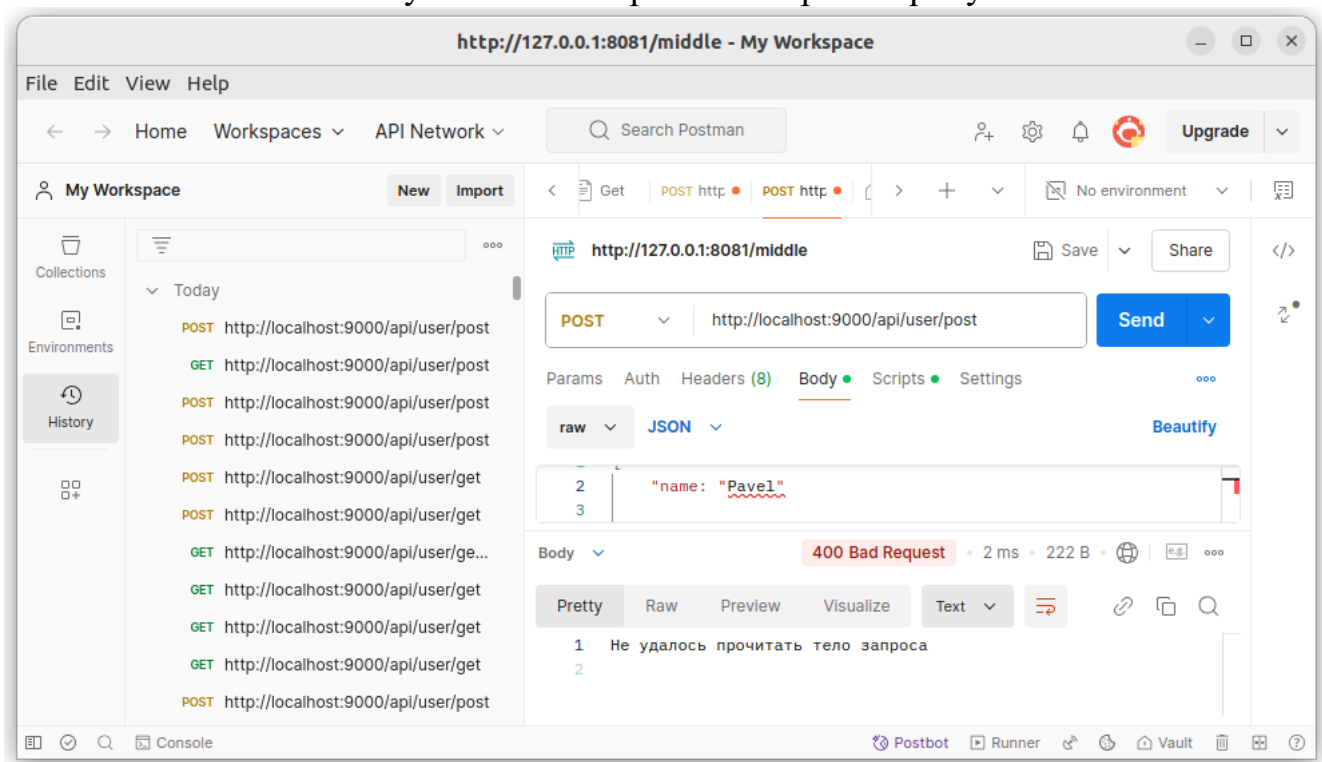 http://127.0.0.1:8081/middle - My Workspace
File Edit View Help
Home Workspaces API Network Search Postman Upgrade
My Workspace New Import Get POST http POST http No environment
Collections
Environments
History
Today
POST http://localhost:9000/api/user/post
GET http://localhost:9000/api/user/post
POST http://localhost:9000/api/user/post
POST http://localhost:9000/api/user/post
POST http://localhost:9000/api/user/get
POST http://localhost:9000/api/user/get
GET http://localhost:9000/api/user/ge...
GET http://localhost:9000/api/user/get
GET http://localhost:9000/api/user/get
GET http://localhost:9000/api/user/get
POST http://localhost:9000/api/user/post
HTTP http://127.0.0.1:8081/middle Save Share </>
POST http://localhost:9000/api/user/post Send
Params Auth Headers (8) Body Scripts Settings
raw JSON Beautify
2 "name: "Pavel"
3
Body 400 Bad Request 2 ms 222 B e.g.
Pretty Raw Preview Visualize Text
1 Не удалось прочитать тело запроса
2
Console Postbot Runner Vault